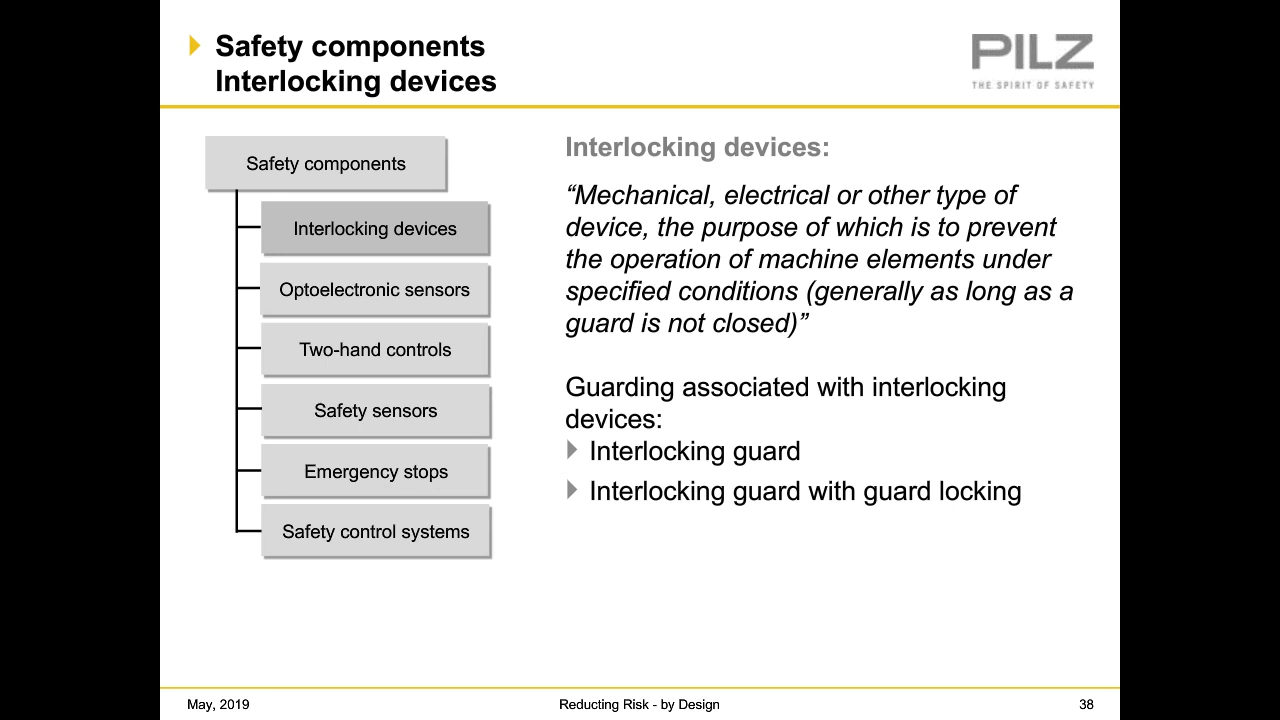 Safety components
Interlocking devices
PILZ
THE SPIRIT OF SAFETY
Safety components
Interlocking devices
Optoelectronic sensors
Two-hand controls
Safety sensors
Emergency stops
Safety control systems
Interlocking devices:
“Mechanical, electrical or other type of
device, the purpose of which is to prevent
the operation of machine elements under
specified conditions (generally as long as a
guard is not closed)”
Guarding associated with interlocking
devices:
Interlocking guard
Interlocking guard with guard locking
May, 2019
Reducting Risk - by Design
38